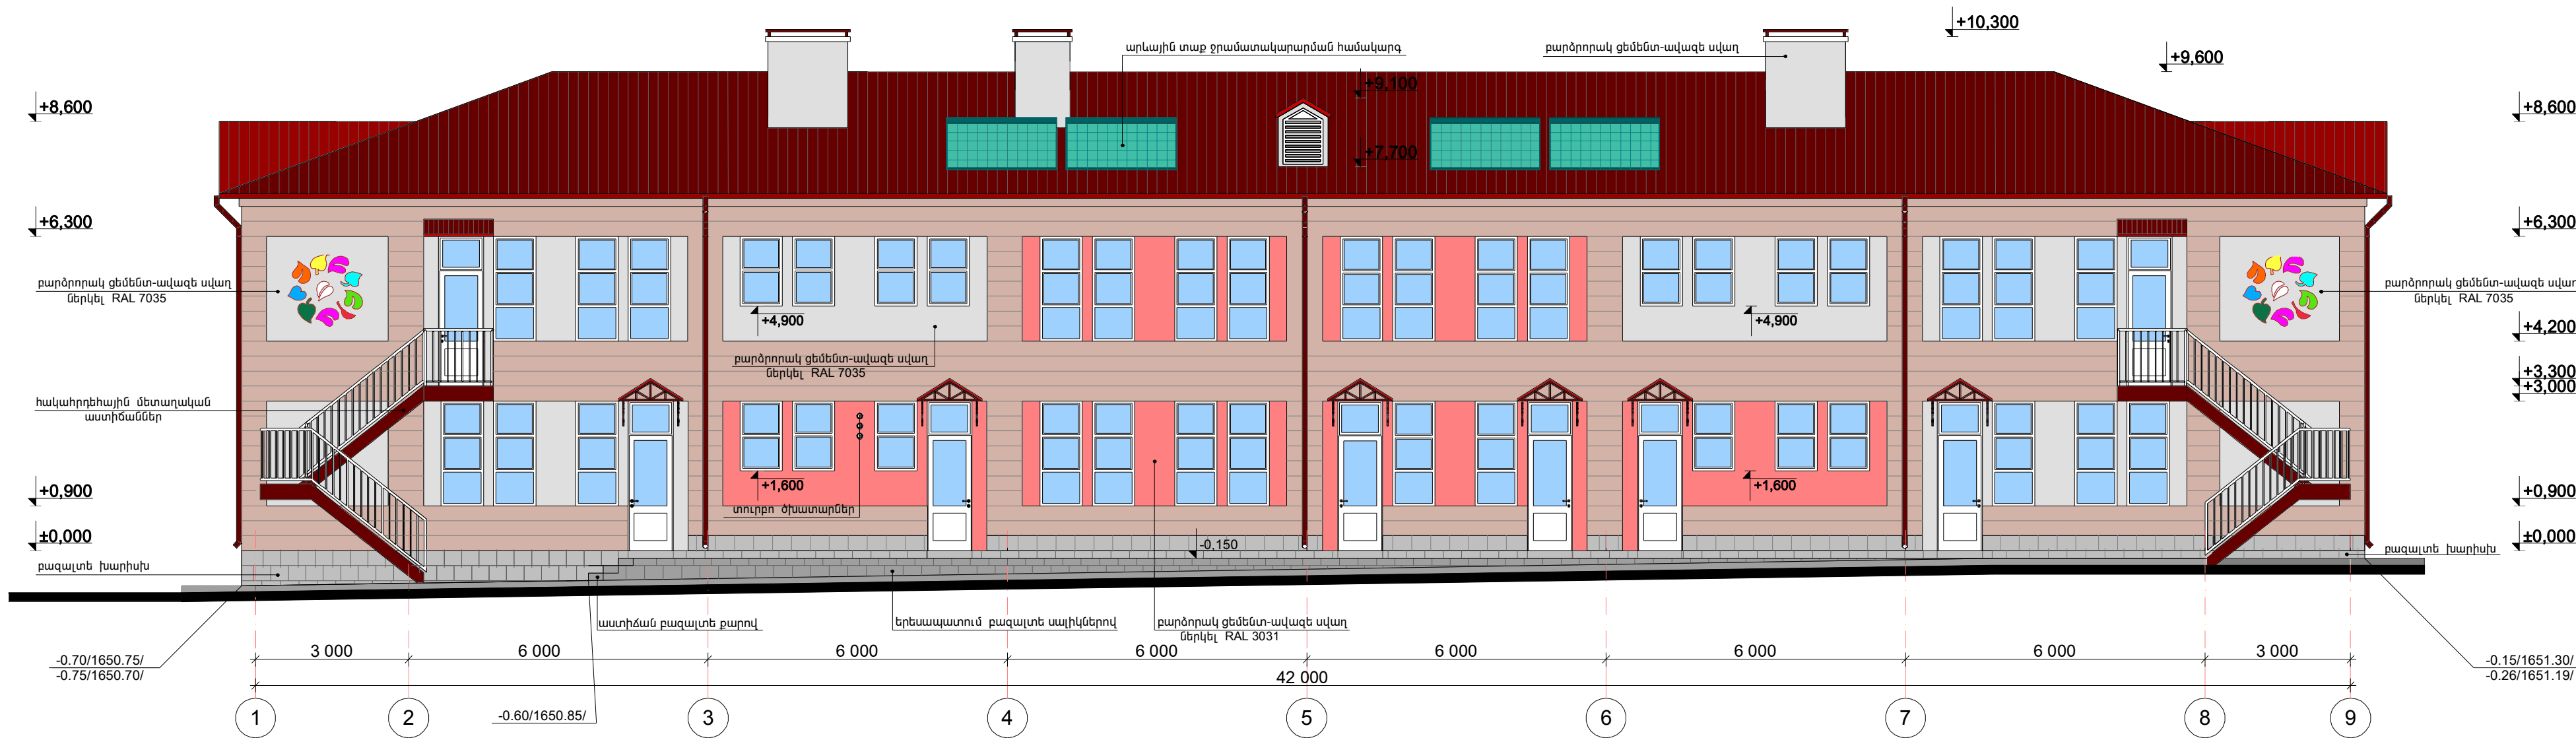 +10,300
արևային տաք ջրամատակարարման համակարգ
բարձրորակ ցեմենտ-ավազե սվաղ
+9,600
+9,100
+8,600
+8,600
+7,700
+6,300
+6,300
բարձրորակ ցեմենտ-ավազե սվաղ
ներկել RAL 7035
բարձրորակ ցեմենտ-ավազե սվաղ
ներկել RAL 7035
+4,900
+4,900
+4,200
բարձրորակ ցեմենտ-ավազե սվաղ
ներկել RAL 7035
+3,300
+3,000
հակահրդեհային մետաղական
աստիճաններ
+1,600
+1,600
+0,900
+0,900
տուրբո ծխատարներ
±0,000
±0,000
-0,150
բազալտե խարիսխ
բազալտե խարիսխ
աստիճան բազալտե քարով
երեսապատում բազալտե սալիկներով
բարձորակ ցեմենտ-ավազե սվաղ
ներկել RAL 3031
3 000
6 000
6 000
6 000
6 000
6 000
6 000
3 000
-0.70/1650.75/
-0.75/1650.70/
-0.15/1651.30/
-0.26/1651.19/
42 000
-0.60/1650.85/
1
2
3
4
5
6
7
8
9